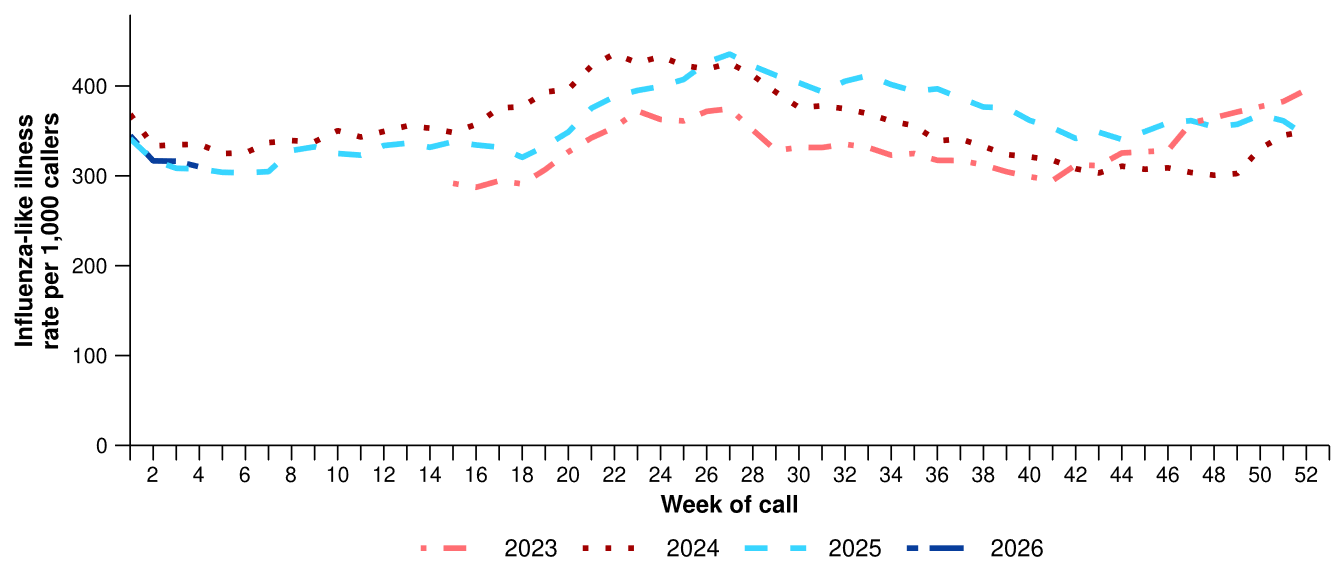 Influenza-like illness
rate per 1,000 callers
400
300
200
100
0
2 4 6 8 10 12 14 16 18 20 22 24 26 28 30 32 34 36 38 40 42 44 46 48 50 52
Week of call
2023 2024 2025 2026